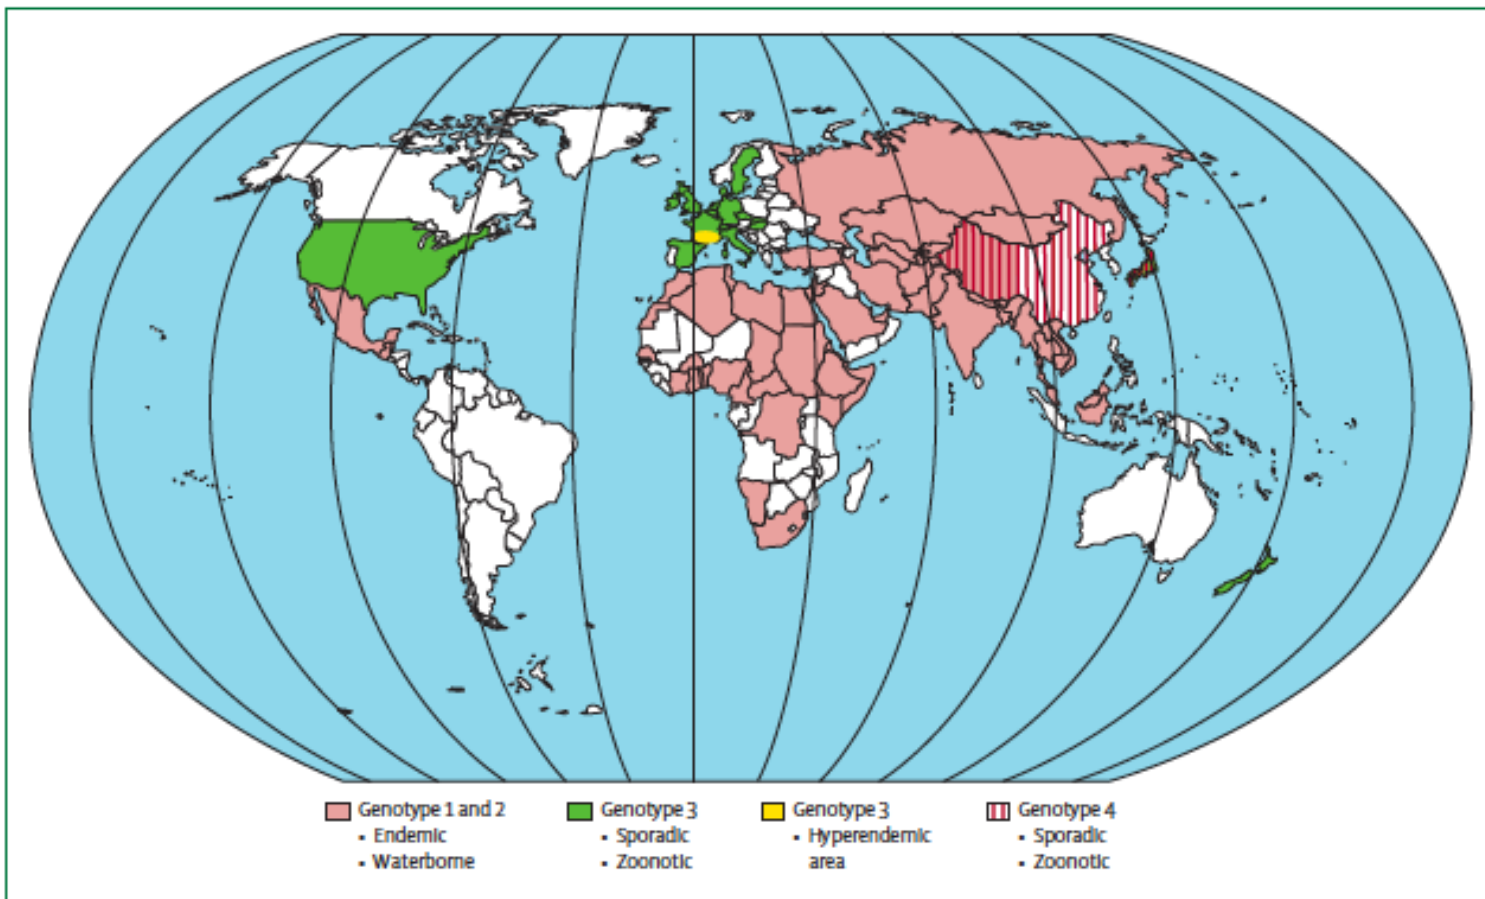 Genotype 1 and 2
▪ Endemic
▪ Waterborne
Genotype 3
▪ Sporadic
▪ Zoonotic
Genotype 3
▪ Hyperendemic
area
Genotype 4
▪ Sporadic
▪ Zoonotic